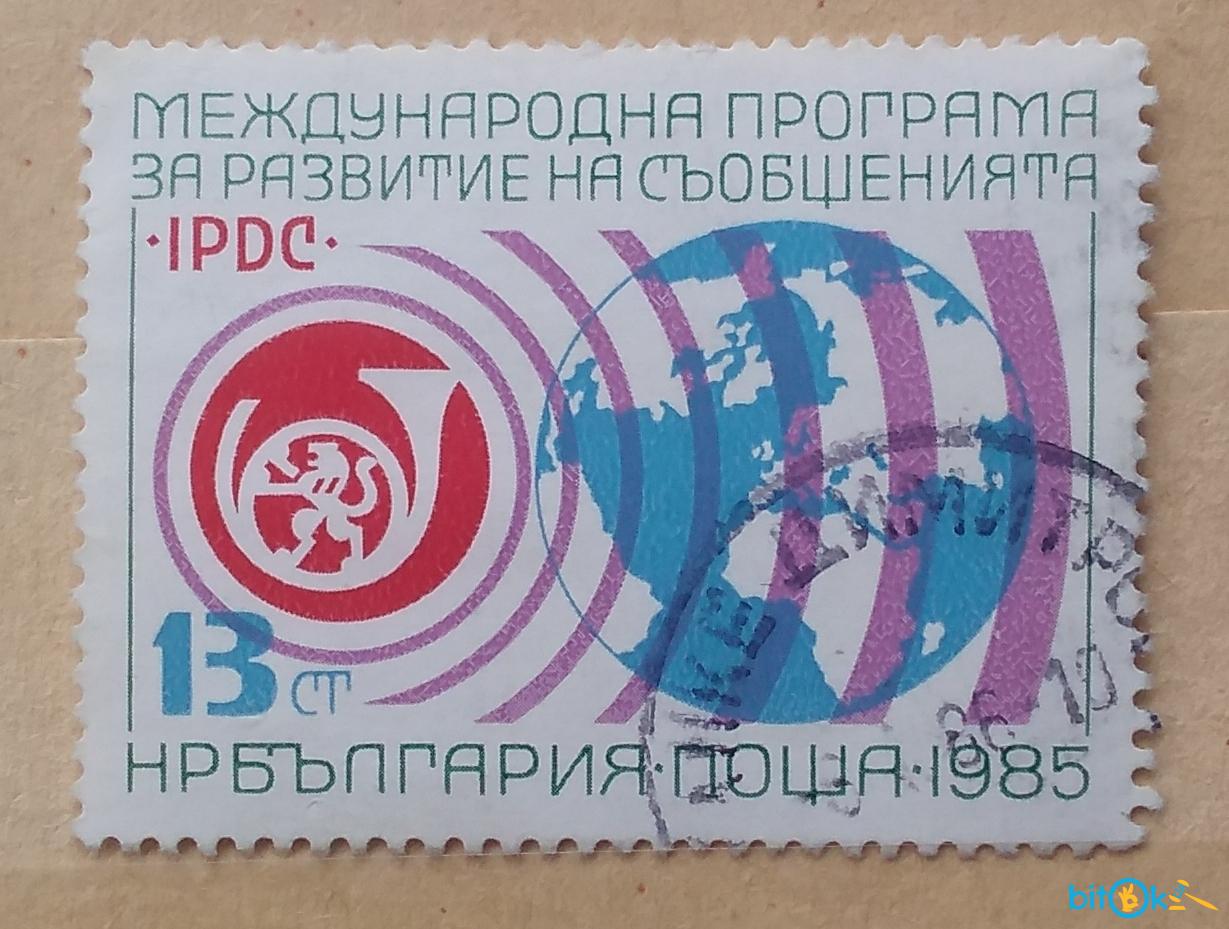 МЕЖДУНАРОДНА ПРОГРАМА
ЗА РАЗВИТИЕ НА СЪОБЩЕНИЯТА
·IPDC·
13 СТ
НРБЪЛГАРИЯ·ПОЩА·1985
bitOk